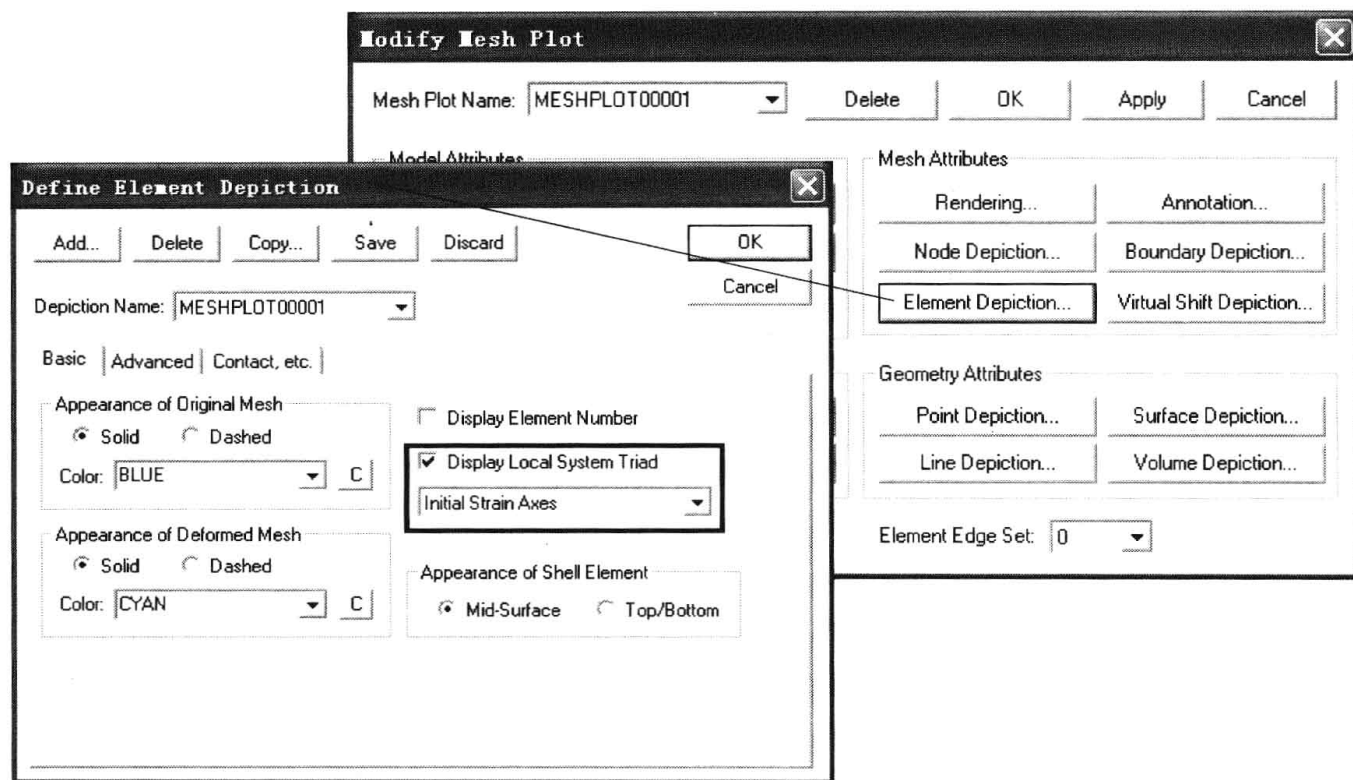 Modify Mesh Plot
Mesh Plot Name: MESHPLOT00001 Delete OK Apply Cancel
Model Attributes
Mesh Attributes
Rendering... Annotation...
Node Depiction... Boundary Depiction...
Element Depiction... Virtual Shift Depiction...
Geometry Attributes
Point Depiction... Surface Depiction...
Line Depiction... Volume Depiction...
Element Edge Set: 0
Define Element Depiction
Add... Delete Copy... Save Discard OK
Cancel
Depiction Name: MESHPLOT00001
Basic Advanced Contact, etc.
Appearance of Original Mesh
Solid Dashed
Color: BLUE C
Display Element Number
Display Local System Triad
Initial Strain Axes
Appearance of Deformed Mesh
Solid Dashed
Color: CYAN C
Appearance of Shell Element
Mid-Surface Top/Bottom